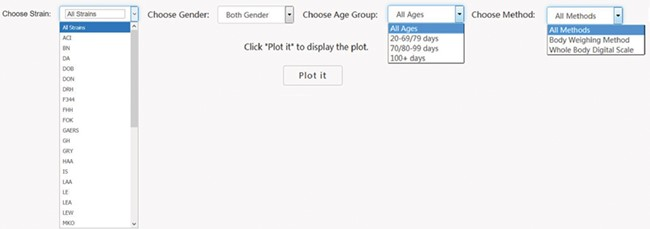 Choose Strain: All Strains Choose Gender: Both Gender Choose Age Group: All Ages Choose Method: All Methods
All Strains
ACI
BN
DA
DOB
DON
DRH
F344
FHH
FOK
GAERS
GH
GRY
HAA
IS
LAA
LE
LEA
LEW
MKO
All Ages
20-69/79 days
70/80-99 days
100+ days
All Methods
Body Weighing Method
Whole Body Digital Scale
Click "Plot it" to display the plot.
Plot it